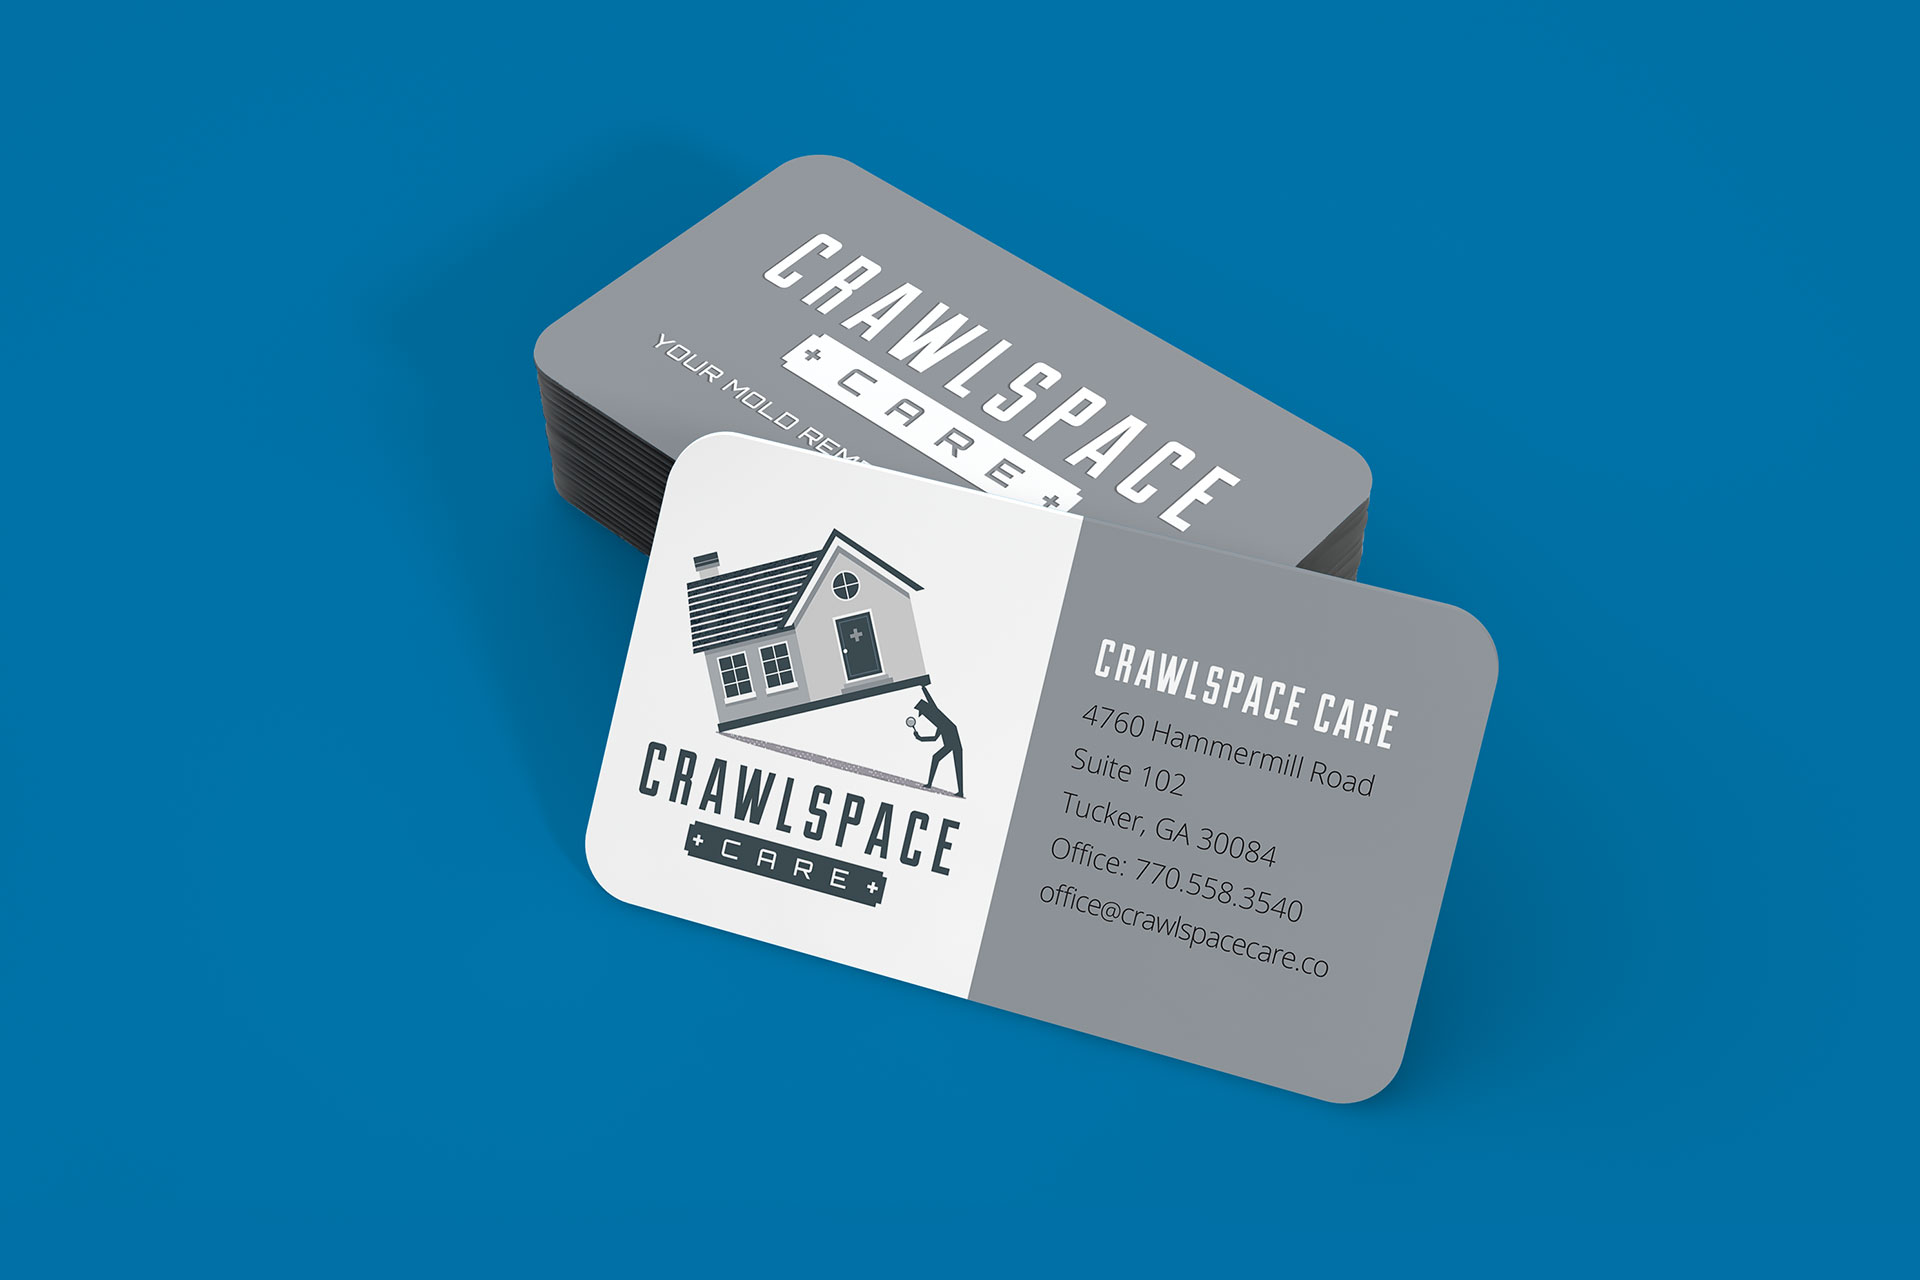 CRAWLSPACE
CARE
YOUR MOLD
CRAWLSPACE
CARE
CRAWLSPACE CARE
4760 Hammermill Road
Suite 102
Tucker, GA 30084
Office: 770.558.3540
office@crawlspacecare.co